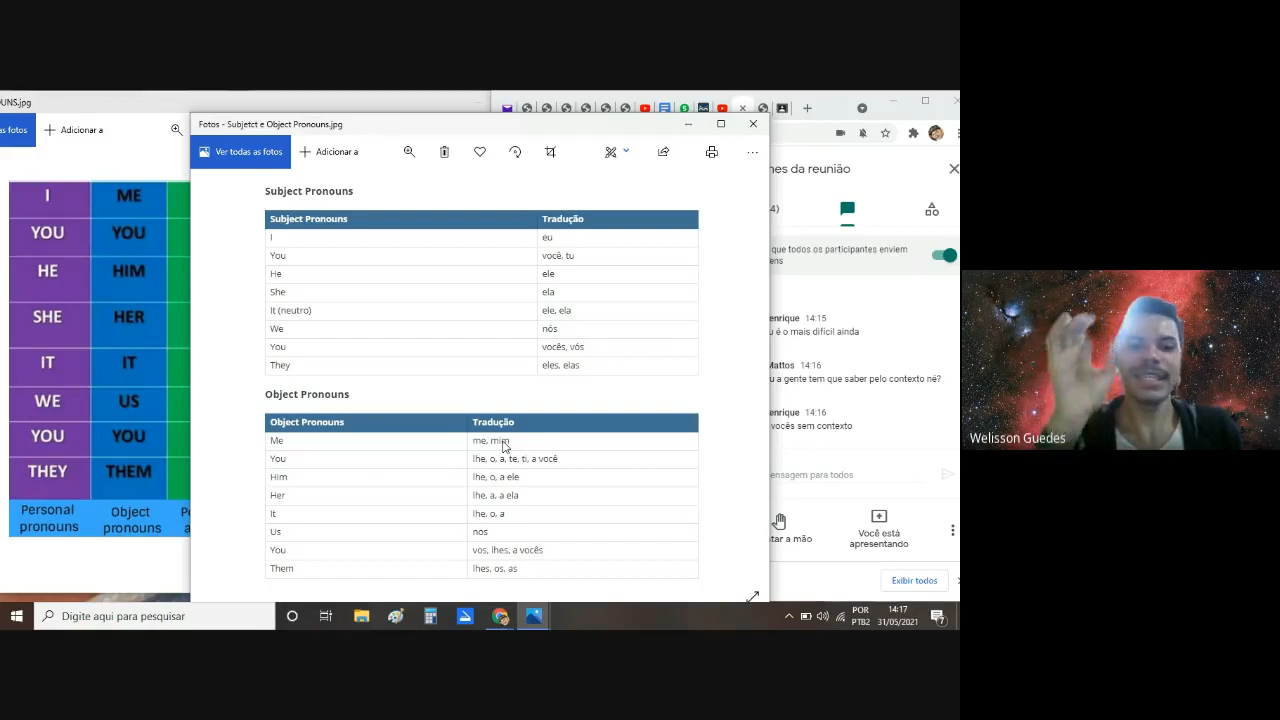 UNS.jpg
as fotos
Adicionar a
I ME
YOU YOU
HE HIM
SHE HER
IT IT
WE US
YOU YOU
THEY THEM
Personal pronouns
Object pronouns
Fotos - Subjetct e Object Pronouns.jpg
Ver todas as fotos
Adicionar a
Subject Pronouns
Subject Pronouns Tradução
I eu
You você, tu
He ele
She ela
It (neutro) ele, ela
We nós
You vocês, vós
They eles, elas
Object Pronouns
Object Pronouns Tradução
Me me, mim
You lhe, o, a, te, ti, a você
Him lhe, o, a ele
Her lhe, a, a ela
It lhe, o, a
Us nos
You vos, lhes, a vocês
Them lhes, os, as
hes da reunião
4)
que todos os participantes enviem
ens
enrique 14:15
u é o mais difícil ainda
Mattos 14:16
u a gente tem que saber pelo contexto né?
enrique 14:16
vocês sem contexto
ensagem para todos
tar a mão
Você está
apresentando
Exibir todos
Welisson Guedes
Digite aqui para pesquisar
POR
PTB2
14:17
31/05/2021
7